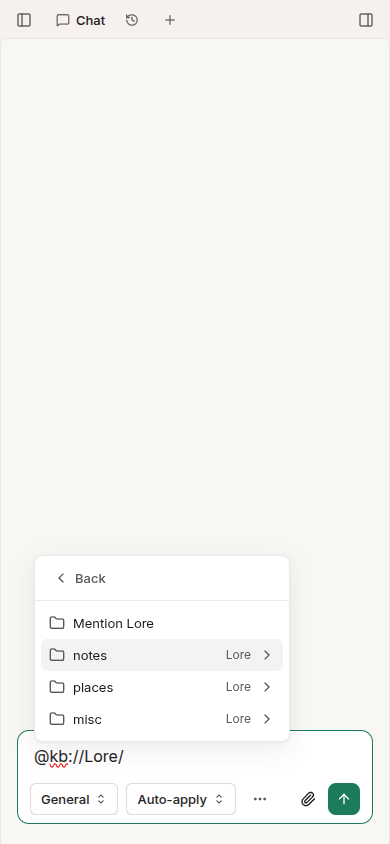 Chat
Back
Mention Lore
notes Lore
places Lore
misc Lore
@kb://Lore/
General Auto-apply